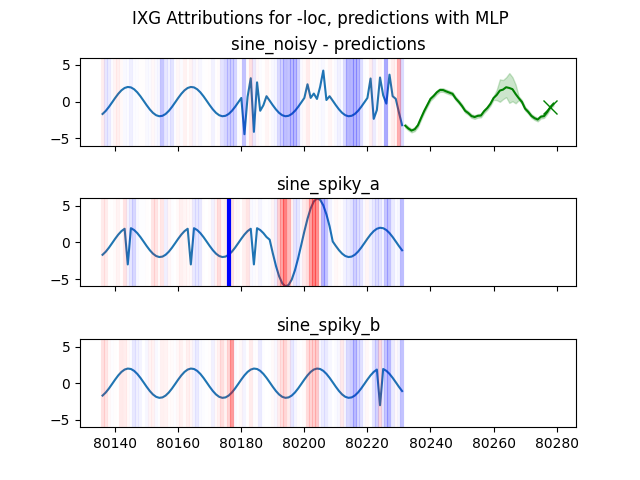 IXG Attributions for -loc, predictions with MLP
sine_noisy - predictions
5
0
−5
sine_spiky_a
5
0
−5
sine_spiky_b
5
0
−5
80140 80160 80180 80200 80220 80240 80260 80280